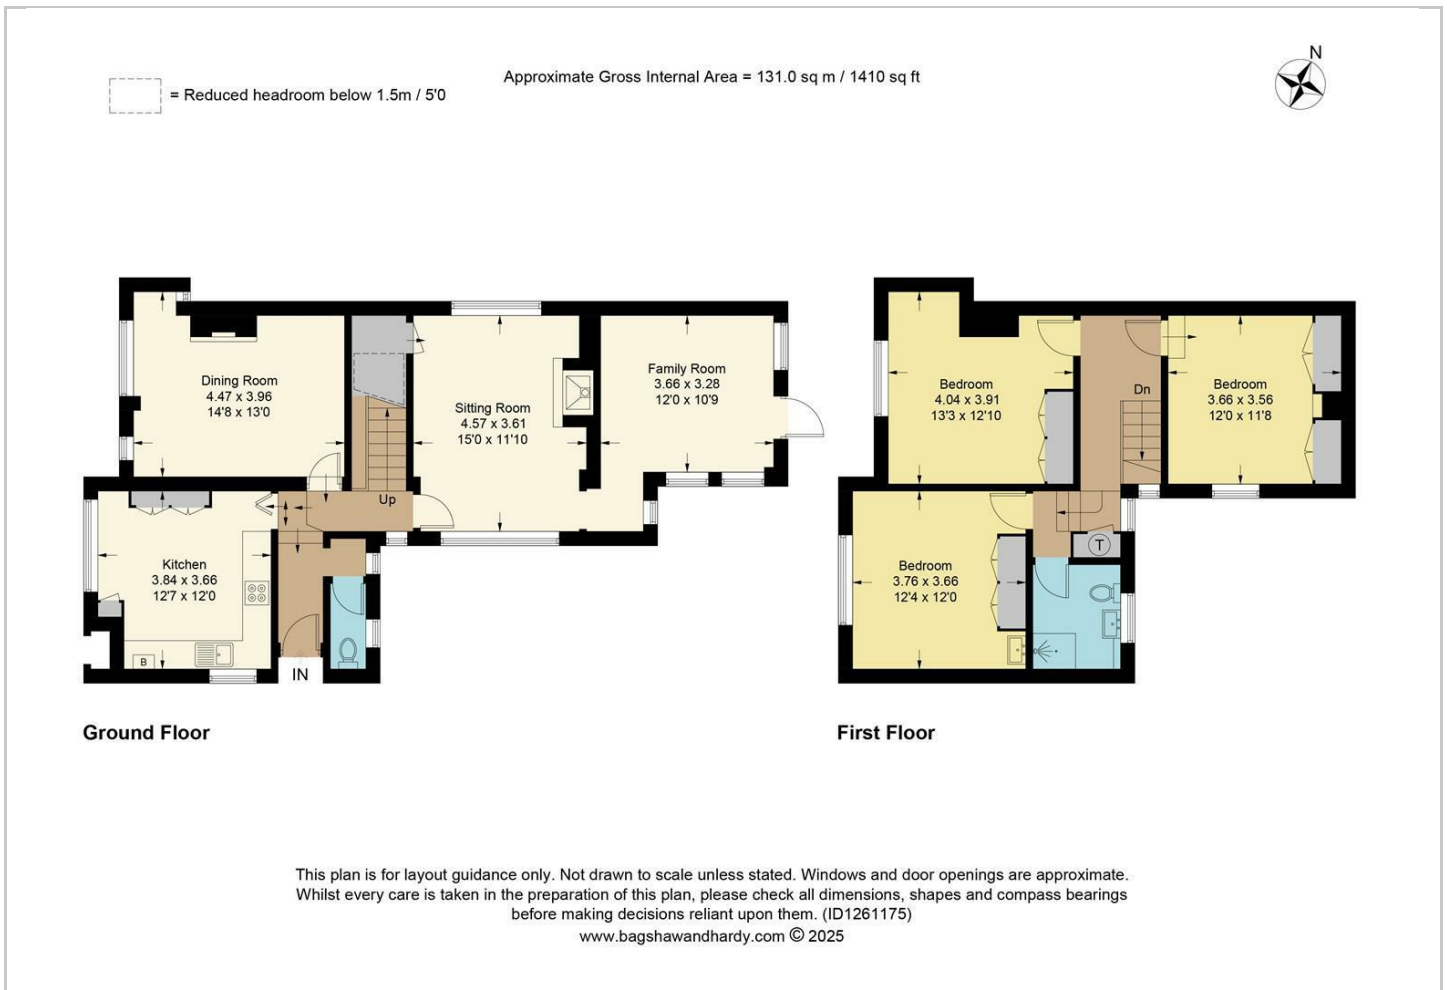 = Reduced headroom below 1.5m / 5'0
Approximate Gross Internal Area = 131.0 sq m / 1410 sq ft
N
Dining Room
4.47 x 3.96
14'8 x 13'0
Sitting Room
4.57 x 3.61
15'0 x 11'10
Family Room
3.66 x 3.28
12'0 x 10'9
Up
Kitchen
3.84 x 3.66
12'7 x 12'0
B
IN
Ground Floor
Bedroom
4.04 x 3.91
13'3 x 12'10
Dn
Bedroom
3.66 x 3.56
12'0 x 11'8
Bedroom
3.76 x 3.66
12'4 x 12'0
T
First Floor
This plan is for layout guidance only. Not drawn to scale unless stated. Windows and door openings are approximate.
Whilst every care is taken in the preparation of this plan, please check all dimensions, shapes and compass bearings
before making decisions reliant upon them. (ID1261175)
www.bagshawandhardy.com © 2025